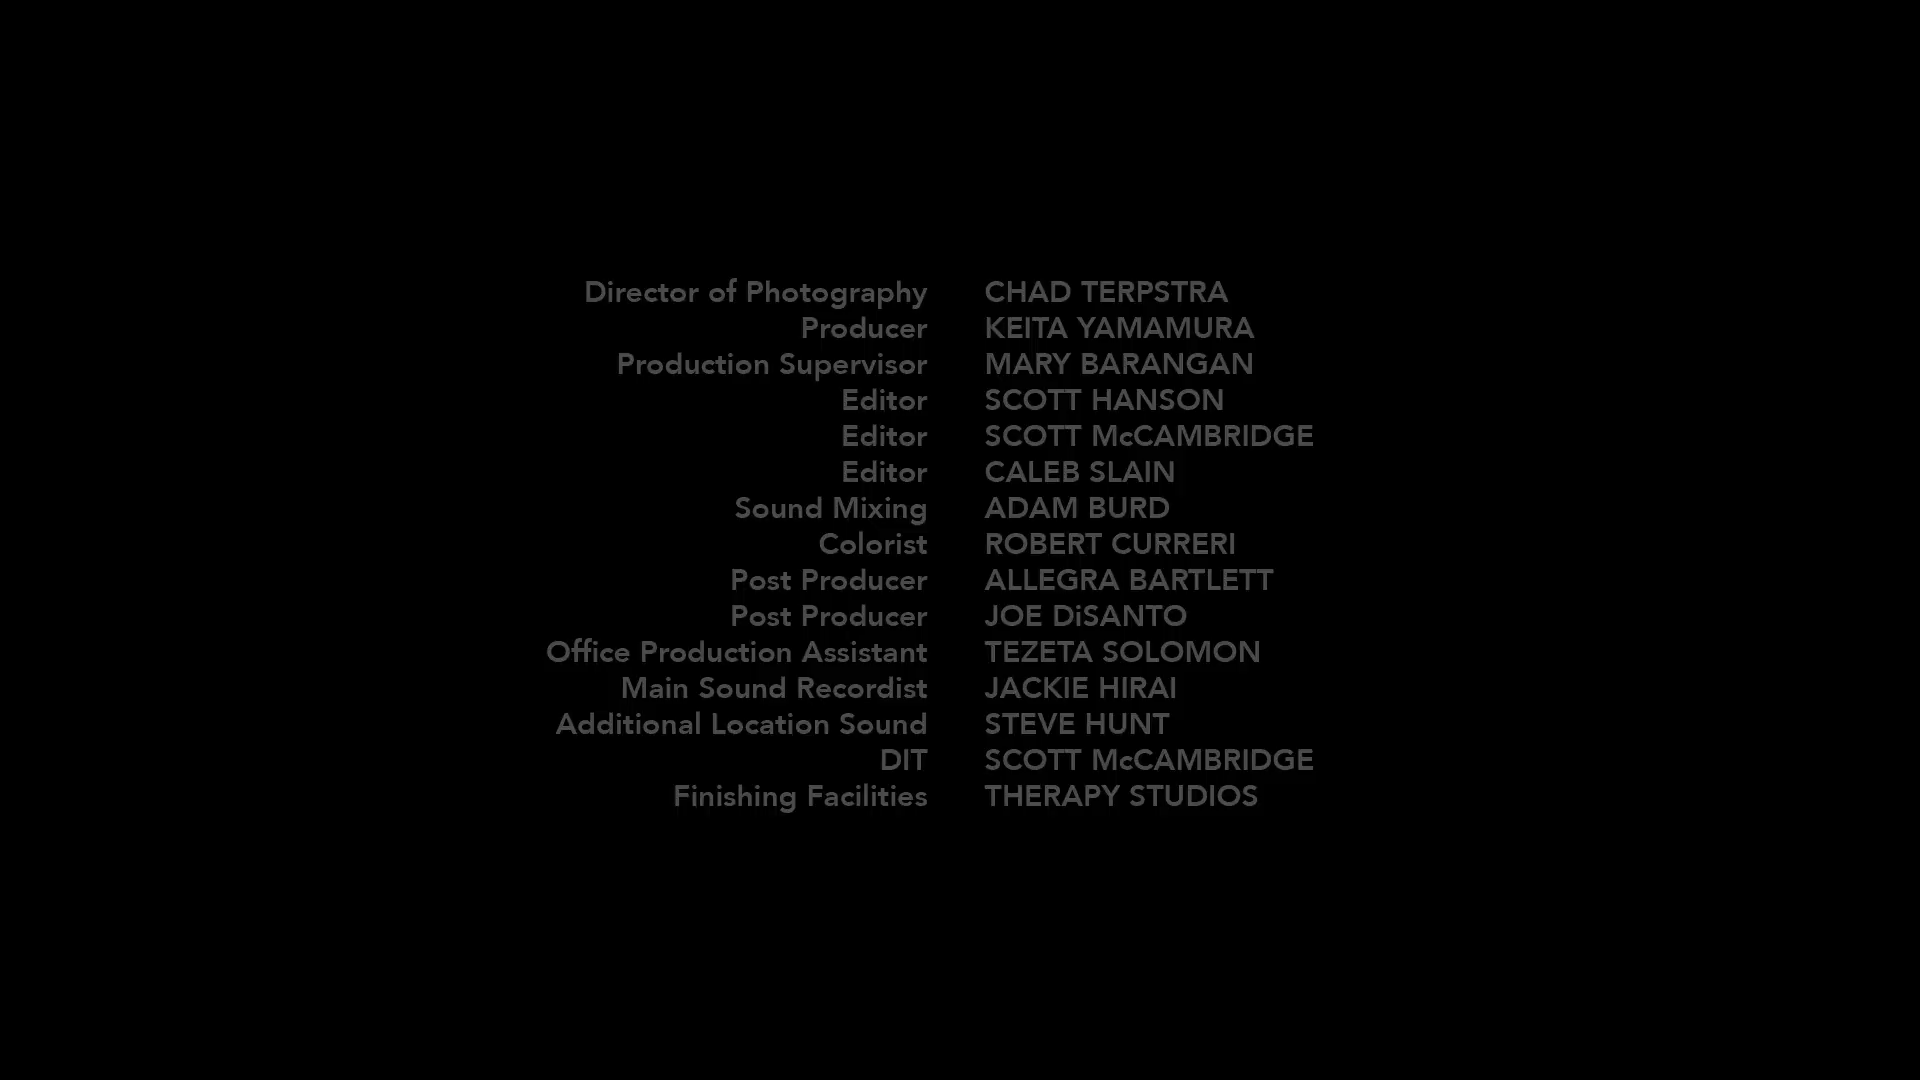 Director of Photography CHAD TERPSTRA
Producer KEITA YAMAMURA
Production Supervisor MARY BARANGAN
Editor SCOTT HANSON
Editor SCOTT McCAMBRIDGE
Editor CALEB SLAIN
Sound Mixing ADAM BURD
Colorist ROBERT CURRERI
Post Producer ALLEGRA BARTLETT
Post Producer JOE DiSANTO
Office Production Assistant TEZETA SOLOMON
Main Sound Recordist JACKIE HIRAI
Additional Location Sound STEVE HUNT
DIT SCOTT McCAMBRIDGE
Finishing Facilities THERAPY STUDIOS